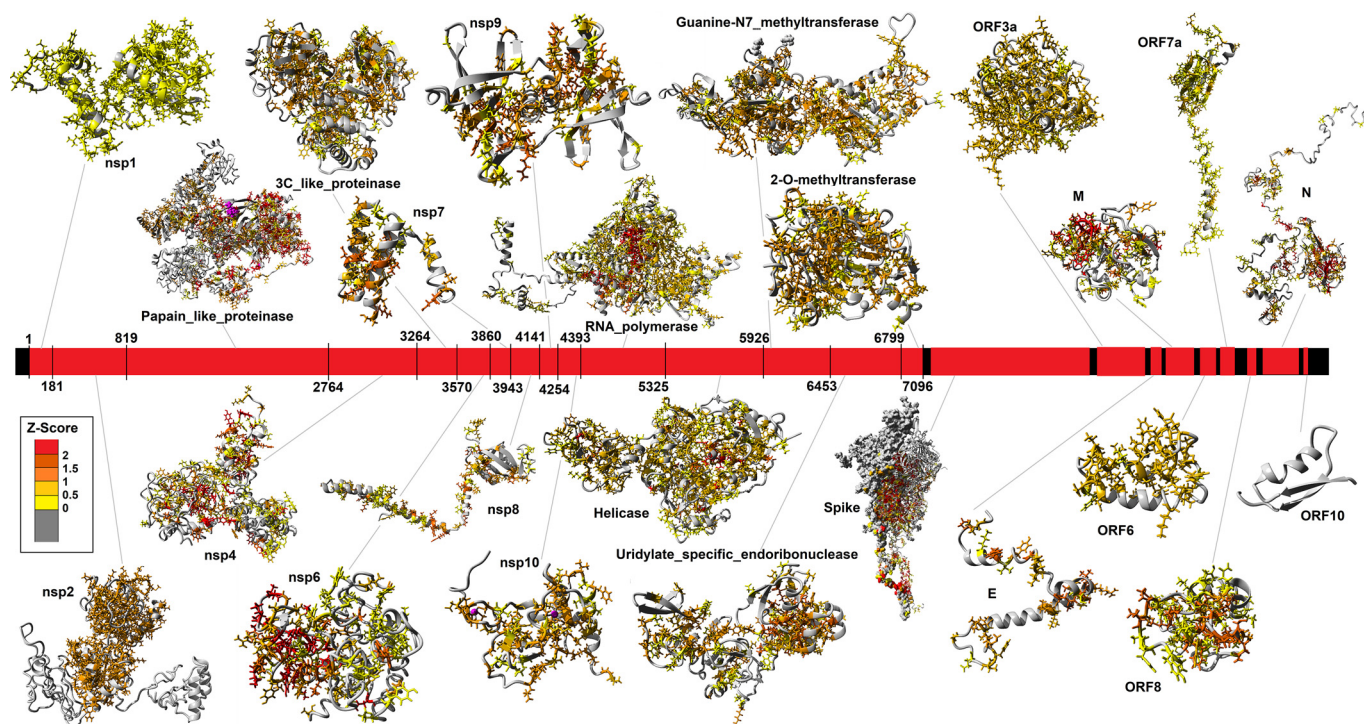 nsp9
Guanine-N7_methyltransferase
ORF3a
ORF7a
nsp1
3C_like_proteinase
nsp7
2-O-methyltransferase
M
N
Papain_like_proteinase
RNA_polymerase
1
819
3264
3860
4141
4393
5926
6799
181
2764
3570
3943
4254
5325
6453
7096
Z-Score
2
1.5
1
0.5
0
nsp4
nsp8
Helicase
Spike
ORF6
ORF10
nsp2
nsp6
nsp10
Uridylate_specific_endoribonuclease
E
ORF8